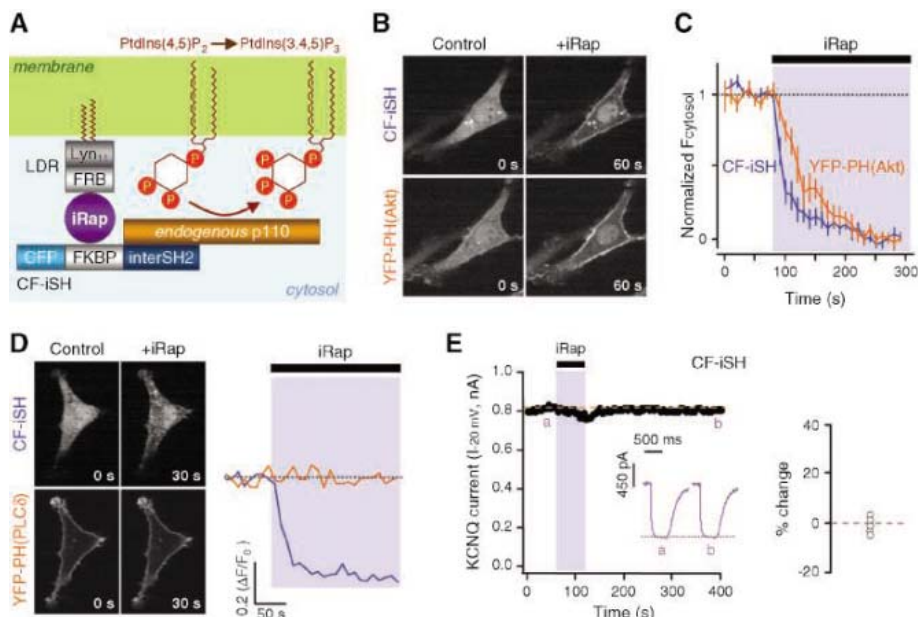 A
PtdIns(4,5)P2 → PtdIns(3.4,5)P3
membrane
LDR
Lyn11
FRB
P
P
P
P
P
P
P
iRap
endogenous p110
CFP
FKBP
interSH2
CF-iSH
cytosol
B
Control
+iRap
CF-iSH
0 s
60 s
YFP-PH(Akt)
0 s
60 s
C
iRap
Normalized Fcytosol
1
0
CF-iSH
YFP-PH(Akt)
0
100
200
300
Time (s)
D
Control
+iRap
CF-iSH
0 s
30 s
YFP-PH(PLCδ)
0 s
30 s
iRap
0.2 (ΔF/F0)
50 s
E
iRap
CF-iSH
KCNQ current (I-20 mV, nA)
1.0
0.8
0.6
0.4
0.2
0.0
a
b
500 ms
450 pA
a
b
0
100
200
300
400
Time (s)
% change
40
20
0
-20